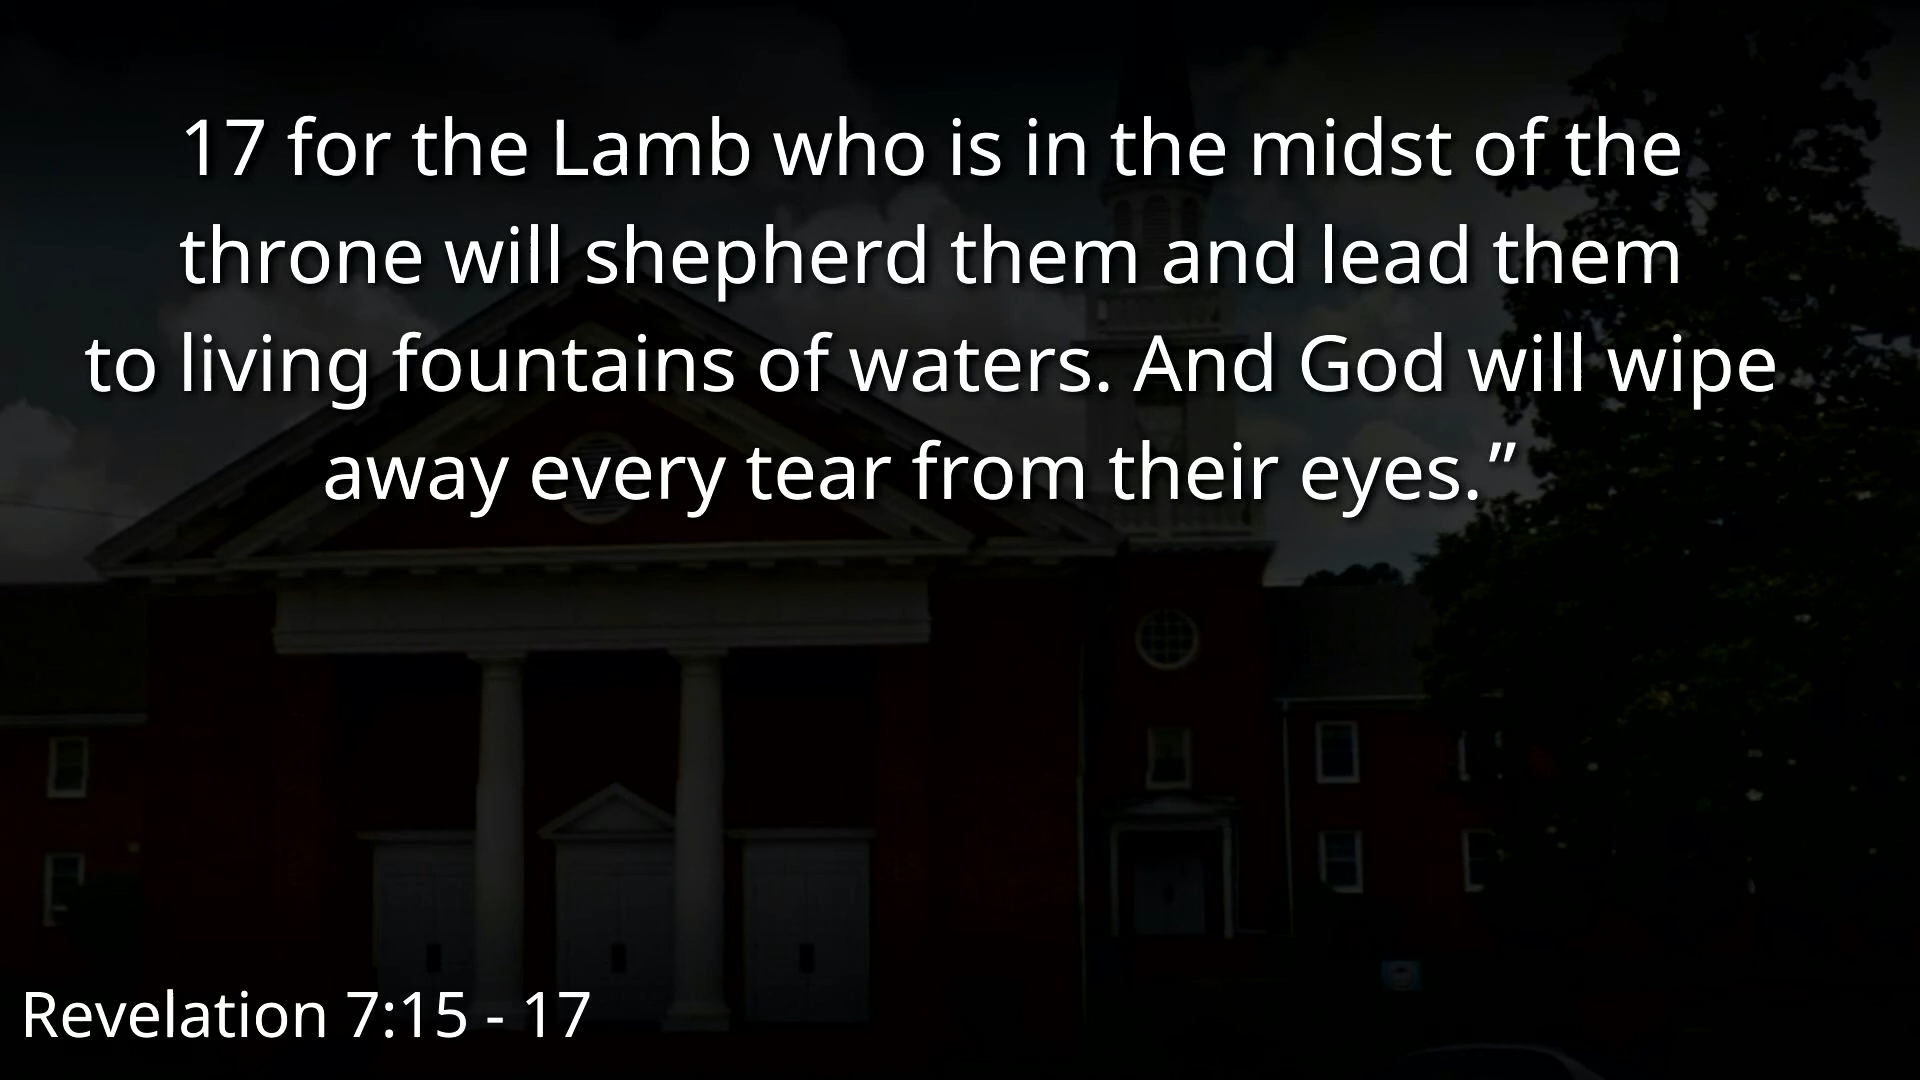 17 for the Lamb who is in the midst of the
throne will shepherd them and lead them
to living fountains of waters. And God will wipe
away every tear from their eyes.”
Revelation 7:15 - 17